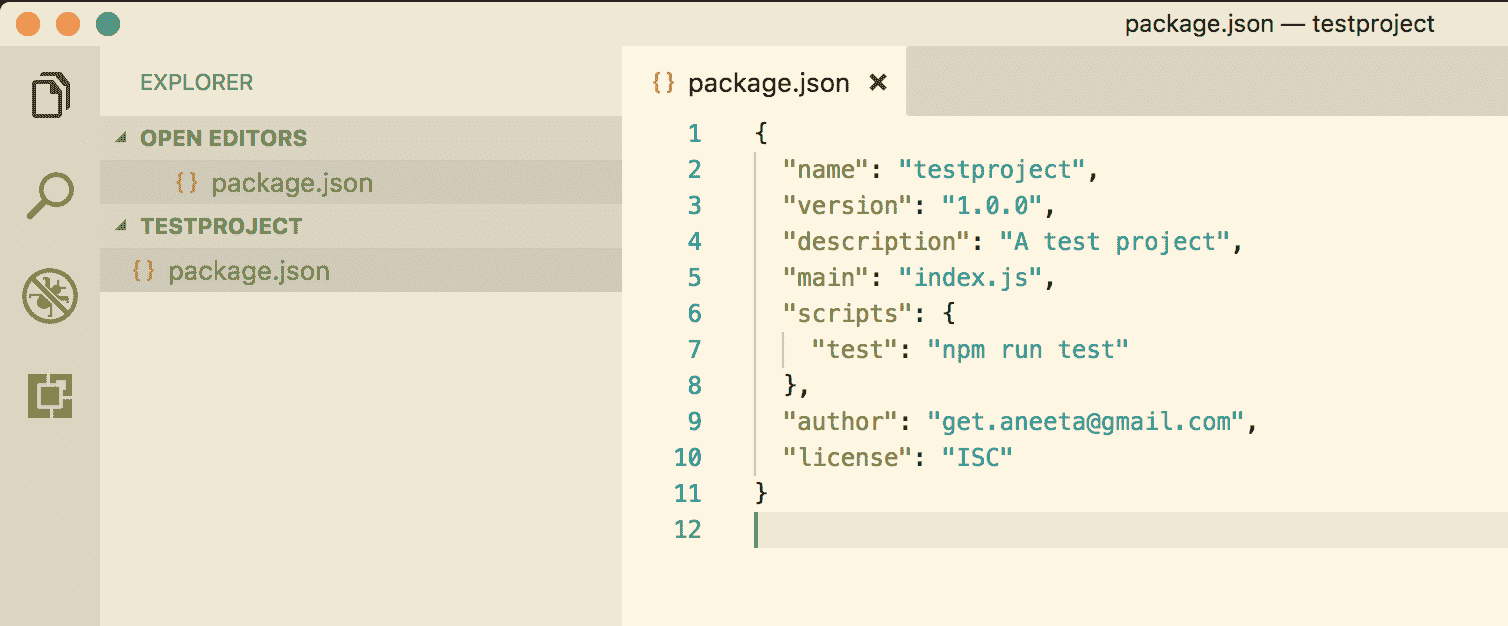 package.json — testproject
EXPLORER
OPEN EDITORS
{} package.json
TESTPROJECT
{} package.json
{} package.json ×
1 {
2   "name": "testproject",
3   "version": "1.0.0",
4   "description": "A test project",
5   "main": "index.js",
6   "scripts": {
7     "test": "npm run test"
8   },
9   "author": "get.aneeta@gmail.com",
10   "license": "ISC"
11 }
12